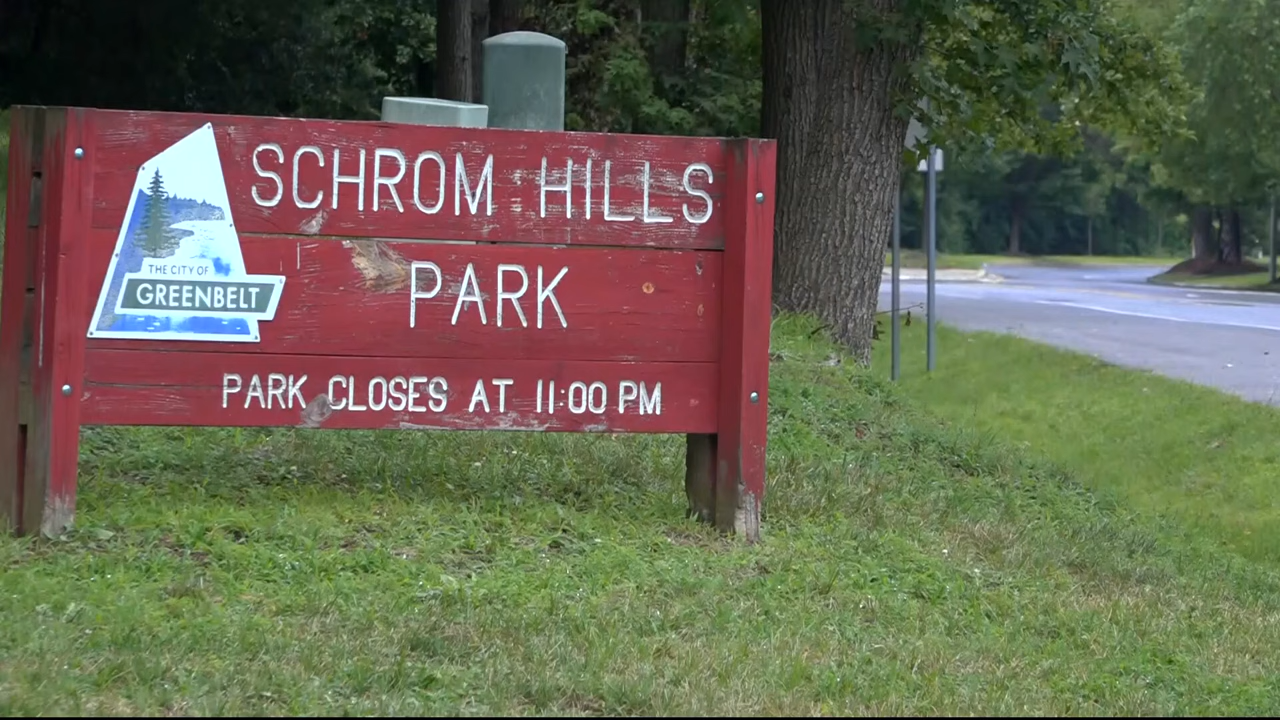 SCHROM HILLS
PARK
THE CITY OF
GREENBELT
PARK CLOSES AT 11:00 PM